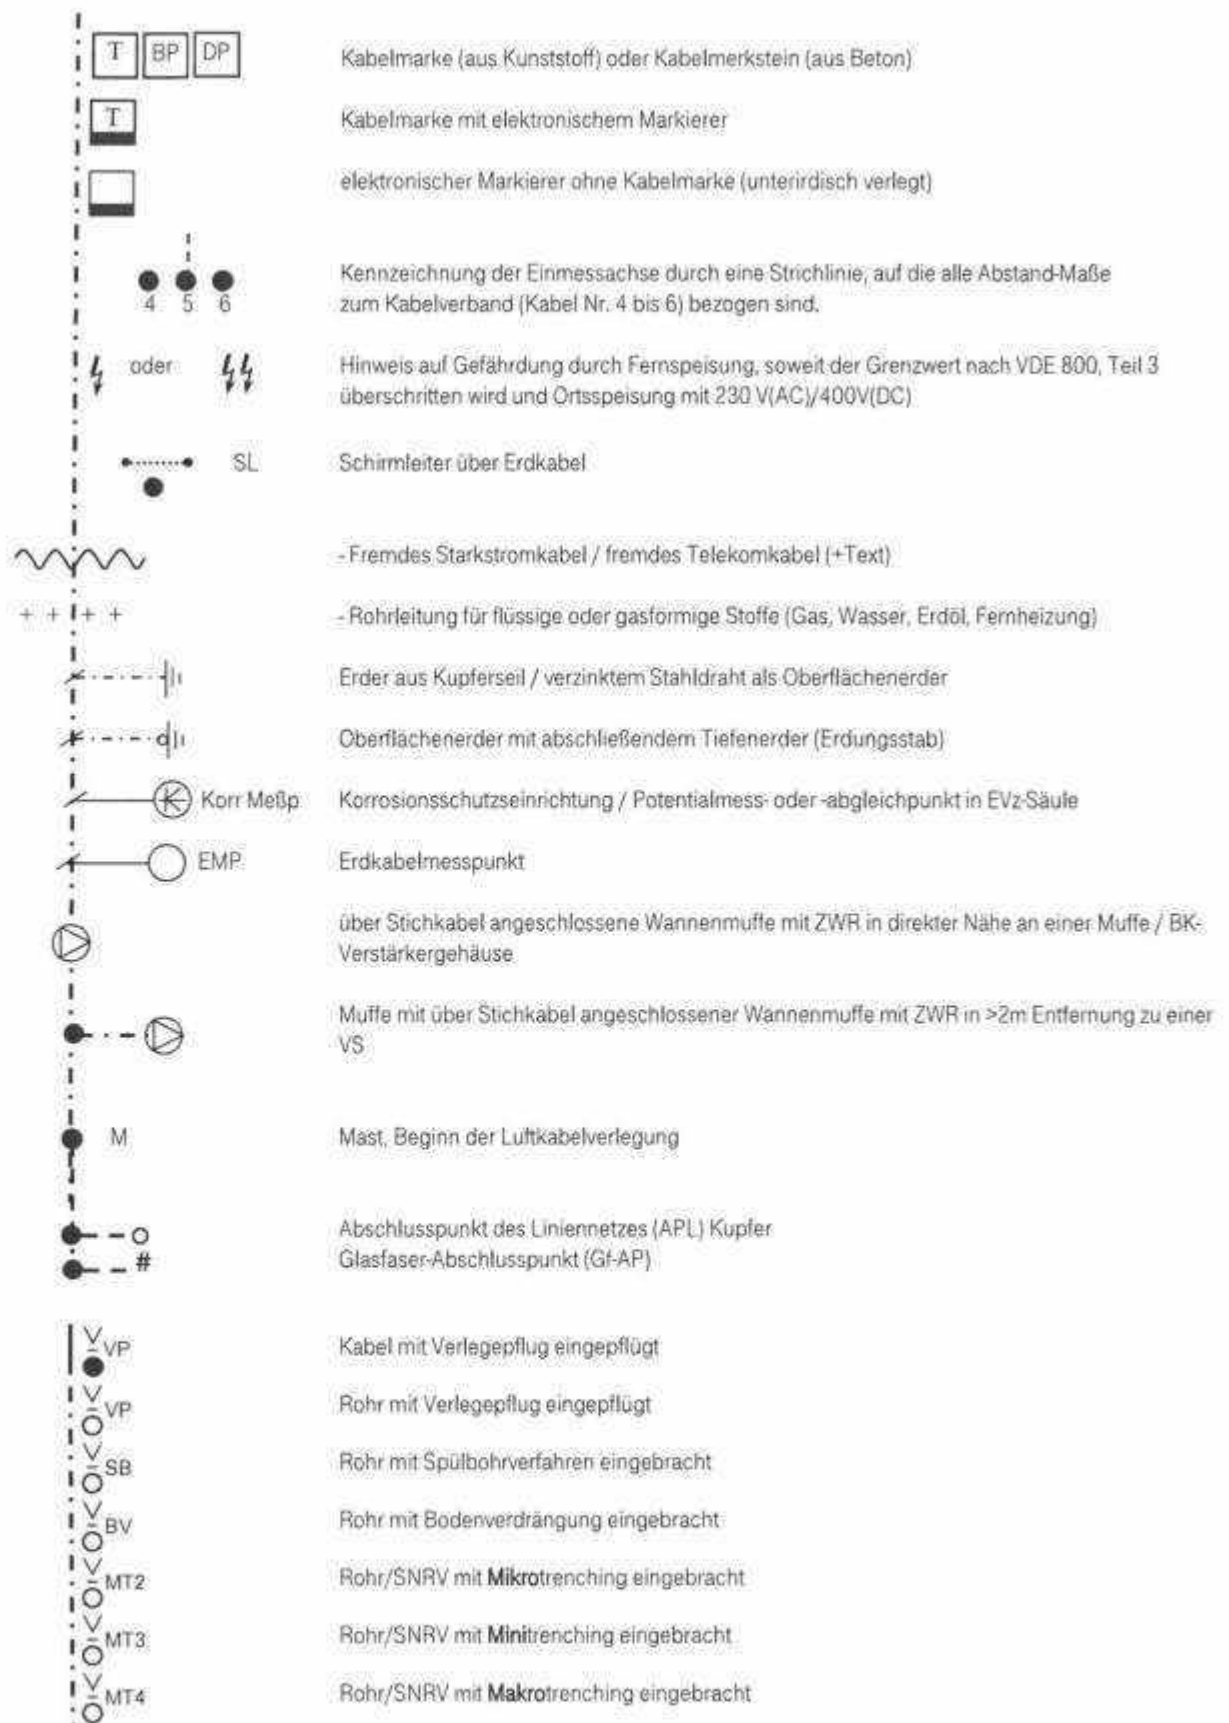 T BP DP Kabelmarke (aus Kunststoff) oder Kabelmerkstein (aus Beton)
T Kabelmarke mit elektronischem Markierer
elektronischer Markierer ohne Kabelmarke (unterirdisch verlegt)
Kennzeichnung der Einmessachse durch eine Strichlinie, auf die alle Abstand-Maße
4 5 6 zum Kabelverband (Kabel Nr. 4 bis 6) bezogen sind.
oder Hinweis auf Gefährdung durch Fernspeisung, soweit der Grenzwert nach VDE 800, Teil 3
überschritten wird und Ortsspeisung mit 230 V(AC)/400V(DC)
SL Schirmleiter über Erdkabel
- Fremdes Starkstromkabel / fremdes Telekomkabel (+Text)
+ + + + - Rohrleitung für flüssige oder gasförmige Stoffe (Gas, Wasser, Erdöl, Fernheizung)
Erder aus Kupferseil / verzinktem Stahldraht als Oberflächenerder
Oberflächenerder mit abschließendem Tiefenerder (Erdungsstab)
K Korr Meßp Korrosionsschutzseinrichtung / Potentialmess- oder -abgleichpunkt in EVz-Säule
EMP Erdkabelmesspunkt
über Stichkabel angeschlossene Wannenmuffe mit ZWR in direkter Nähe an einer Muffe / BK-
Verstärkergehäuse
Muffe mit über Stichkabel angeschlossener Wannenmuffe mit ZWR in >2m Entfernung zu einer
VS
M Mast, Beginn der Luftkabelverlegung
Abschlusspunkt des Liniennetzes (APL) Kupfer
# Glasfaser-Abschlusspunkt (Gf-AP)
VP Kabel mit Verlegepflug eingepflügt
VP Rohr mit Verlegepflug eingepflügt
SB Rohr mit Spülbohrverfahren eingebracht
BV Rohr mit Bodenverdrängung eingebracht
MT2 Rohr/SNRV mit Mikrotrenching eingebracht
MT3 Rohr/SNRV mit Minitrenching eingebracht
MT4 Rohr/SNRV mit Makrotrenching eingebracht